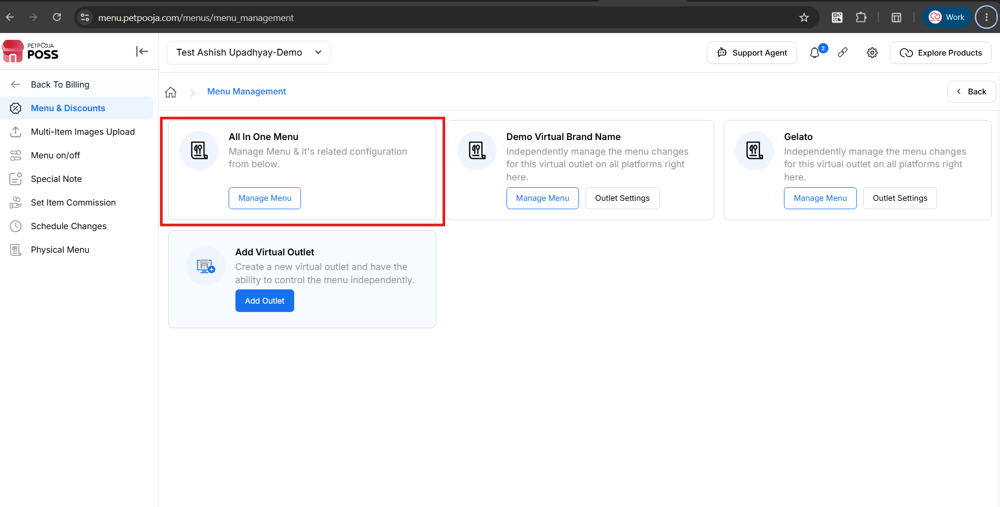 menu.petpooja.com/menus/menu_management
Work
PETPOOJA
POSS
Test Ashish Upadhyay-Demo
Support Agent
2
Explore Products
Back To Billing
Menu & Discounts
Multi-Item Images Upload
Menu on/off
Special Note
Set Item Commission
Schedule Changes
Physical Menu
Menu Management
Back
All In One Menu
Manage Menu & it's related configuration
from below.
Manage Menu
Demo Virtual Brand Name
Independently manage the menu changes
for this virtual outlet on all platforms right
here.
Manage Menu
Outlet Settings
Gelato
Independently manage the menu changes
for this virtual outlet on all platforms right
here.
Manage Menu
Outlet Settings
Add Virtual Outlet
Create a new virtual outlet and have the
ability to control the menu independently.
Add Outlet